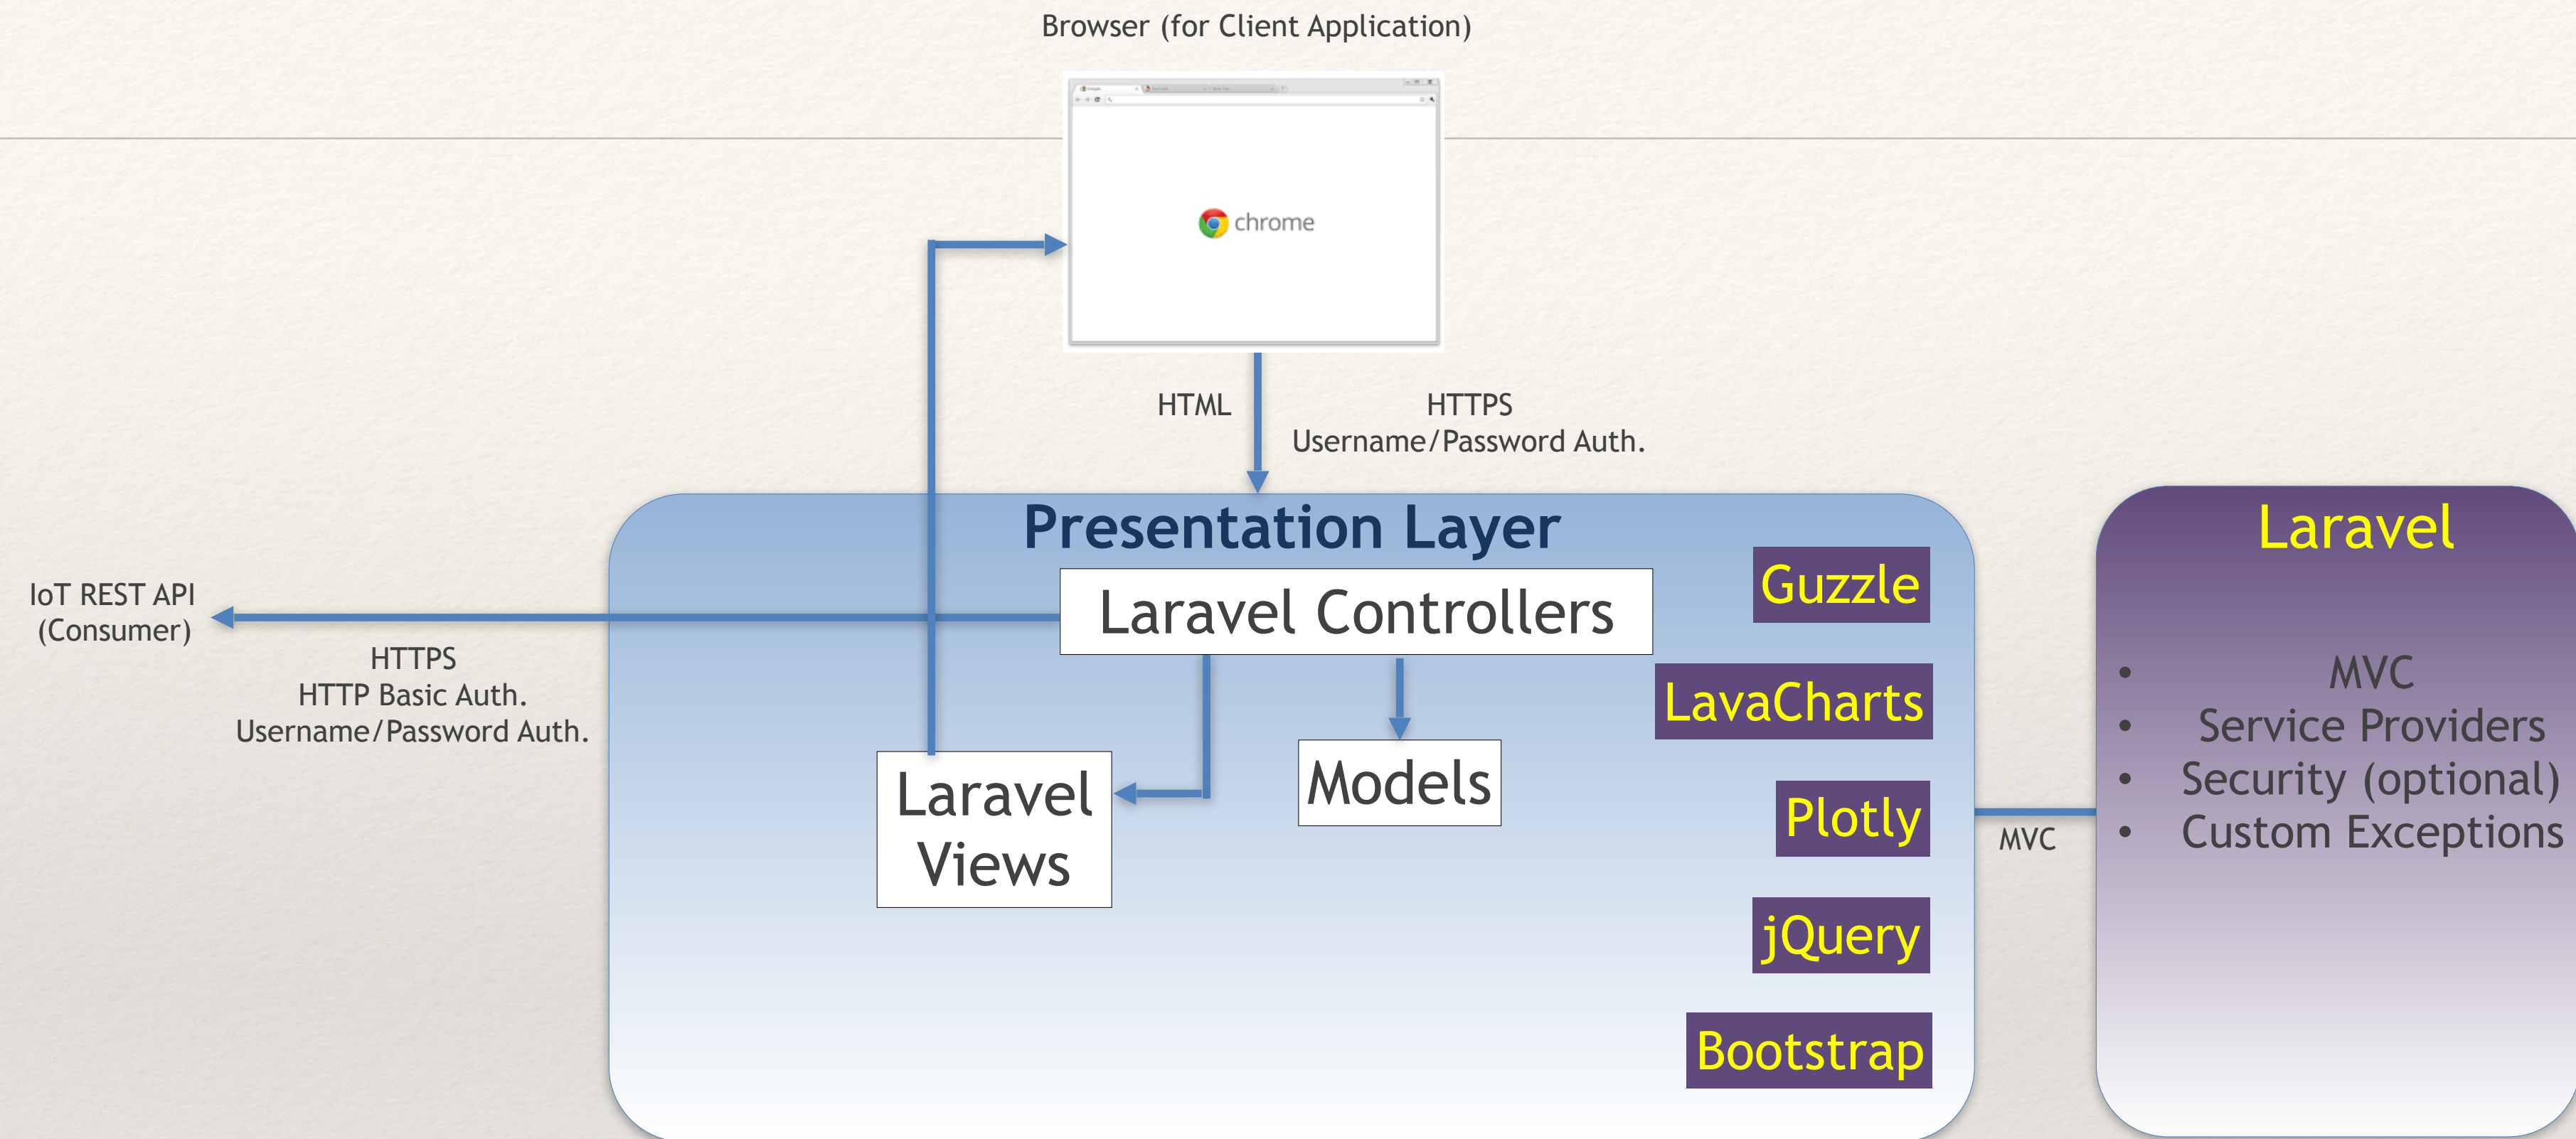 Browser (for Client Application)
chrome
HTML
HTTPS
Username/Password Auth.
Presentation Layer
Laravel Controllers
Guzzle
LavaCharts
Plotly
jQuery
Bootstrap
Laravel
Views
Models
IoT REST API
(Consumer)
HTTPS
HTTP Basic Auth.
Username/Password Auth.
MVC
Laravel
• MVC
• Service Providers
• Security (optional)
• Custom Exceptions